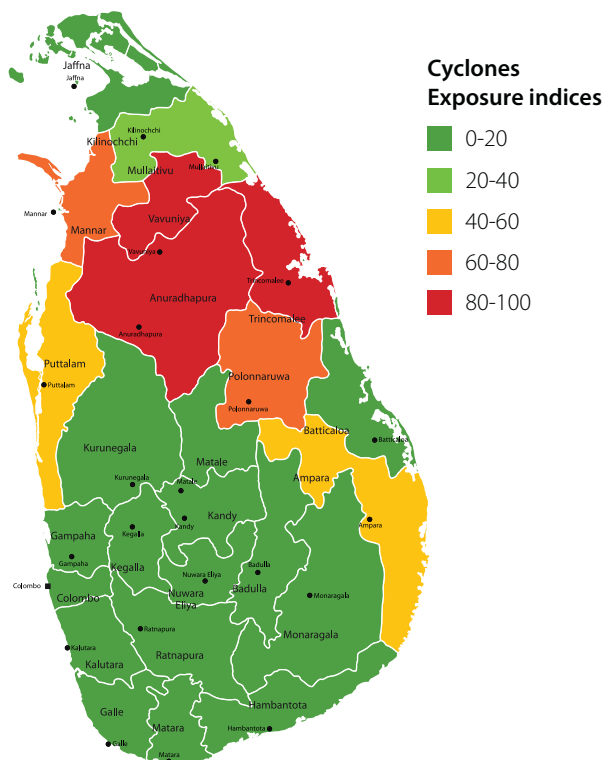 Cyclones
Exposure indices
0-20
20-40
40-60
60-80
80-100
Jaffna
Jaffna
Kilinochchi
Kilinochchi
Mullaitivu
Mullaitivu
Mannar
Mannar
Vavuniya
Vavuniya
Trincomalee
Anuradhapura
Trincomalee
Anuradhapura
Puttalam
Puttalam
Polonnaruwa
Polonnaruwa
Batticaloa
Batticaloa
Kurunegala
Matale
Kurunegala
Matale
Ampara
Ampara
Kandy
Kandy
Gampaha
Gampaha
Kegalla
Kegalla
Colombo
Colombo
Nuwara Eliya
Nuwara
Eliya
Badulla
Badulla
Monaragala
Monaragala
Ratnapura
Ratnapura
Kalutara
Kalutara
Galle
Galle
Matara
Matara
Hambantota
Hambantota